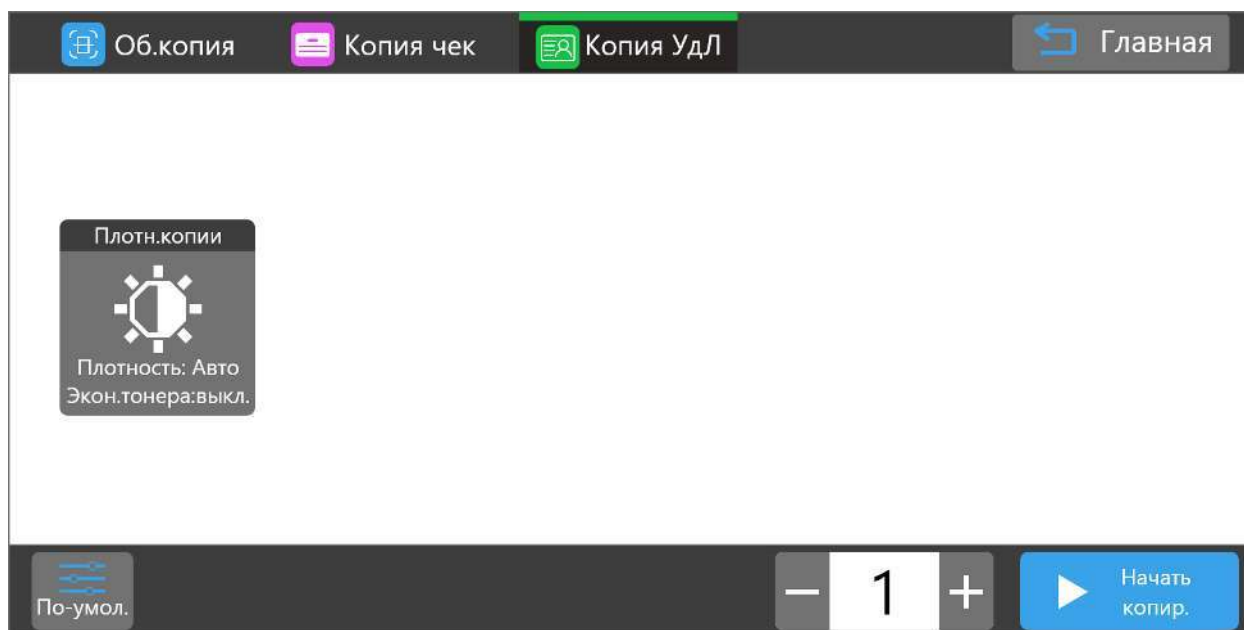 Об.копия
Копия чек
Копия УдЛ
Главная
Плотн.копии
Плотность: Авто
Экон.тонера:выкл.
По-умол.
1
Начать
копир.